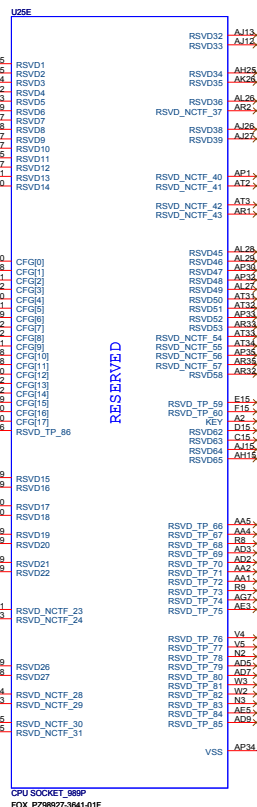 U25E
RSVD1
RSVD2
RSVD3
RSVD4
RSVD5
RSVD6
RSVD7
RSVD8
RSVD9
RSVD10
RSVD11
RSVD12
RSVD13
RSVD14
CFG[0]
CFG[1]
CFG[2]
CFG[3]
CFG[4]
CFG[5]
CFG[6]
CFG[7]
CFG[8]
CFG[9]
CFG[10]
CFG[11]
CFG[12]
CFG[13]
CFG[14]
CFG[15]
CFG[16]
CFG[17]
RSVD_TP_86
RSVD15
RSVD16
RSVD17
RSVD18
RSVD19
RSVD20
RSVD21
RSVD22
RSVD_NCTF_23
RSVD_NCTF_24
RSVD26
RSVD27
RSVD_NCTF_28
RSVD_NCTF_29
RSVD_NCTF_30
RSVD_NCTF_31
RESERVED
RSVD32 AJ13
RSVD33 AJ12
RSVD34 AH25
RSVD35 AK26
RSVD36 AL26
RSVD_NCTF_37 AR2
RSVD38 AJ26
RSVD39 AJ27
RSVD_NCTF_40 AP1
RSVD_NCTF_41 AT2
RSVD_NCTF_42 AT3
RSVD_NCTF_43 AR1
RSVD45 AL28
RSVD46 AL29
RSVD47 AP30
RSVD48 AP32
RSVD49 AL27
RSVD50 AT31
RSVD51 AT32
RSVD52 AP33
RSVD53 AR33
RSVD_NCTF_54 AT33
RSVD_NCTF_55 AT34
RSVD_NCTF_56 AP35
RSVD_NCTF_57 AR35
RSVD58 AR32
RSVD_TP_59 E15
RSVD_TP_60 F15
KEY A2
RSVD62 D15
RSVD63 C15
RSVD64 AJ15
RSVD65 AH15
RSVD_TP_66 AA5
RSVD_TP_67 AA4
RSVD_TP_68 R8
RSVD_TP_69 AD3
RSVD_TP_70 AD2
RSVD_TP_71 AA2
RSVD_TP_72 AA1
RSVD_TP_73 R9
RSVD_TP_74 AG7
RSVD_TP_75 AE3
RSVD_TP_76 V4
RSVD_TP_77 V5
RSVD_TP_78 N2
RSVD_TP_79 AD5
RSVD_TP_80 AD7
RSVD_TP_81 W3
RSVD_TP_82 W2
RSVD_TP_83 N3
RSVD_TP_84 AE5
RSVD_TP_85 AD9
VSS AP34
CPU SOCKET_989P
FOX_PZ98927-3641-01F